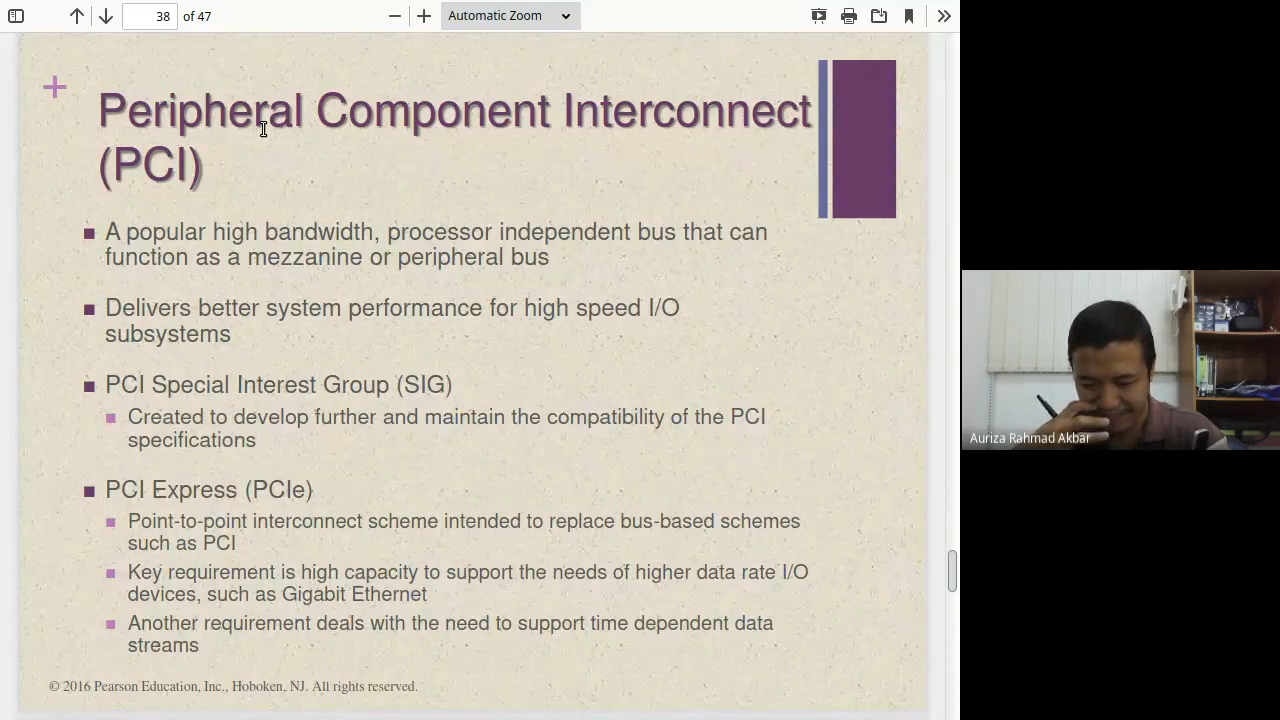 38 of 47 Automatic Zoom
+
Peripheral Component Interconnect
(PCI)
A popular high bandwidth, processor independent bus that can
function as a mezzanine or peripheral bus
Delivers better system performance for high speed I/O
subsystems
PCI Special Interest Group (SIG)
Created to develop further and maintain the compatibility of the PCI
specifications
PCI Express (PCIe)
Point-to-point interconnect scheme intended to replace bus-based schemes
such as PCI
Key requirement is high capacity to support the needs of higher data rate I/O
devices, such as Gigabit Ethernet
Another requirement deals with the need to support time dependent data
streams
© 2016 Pearson Education, Inc., Hoboken, NJ. All rights reserved.
Auriza Rahmad Akbar